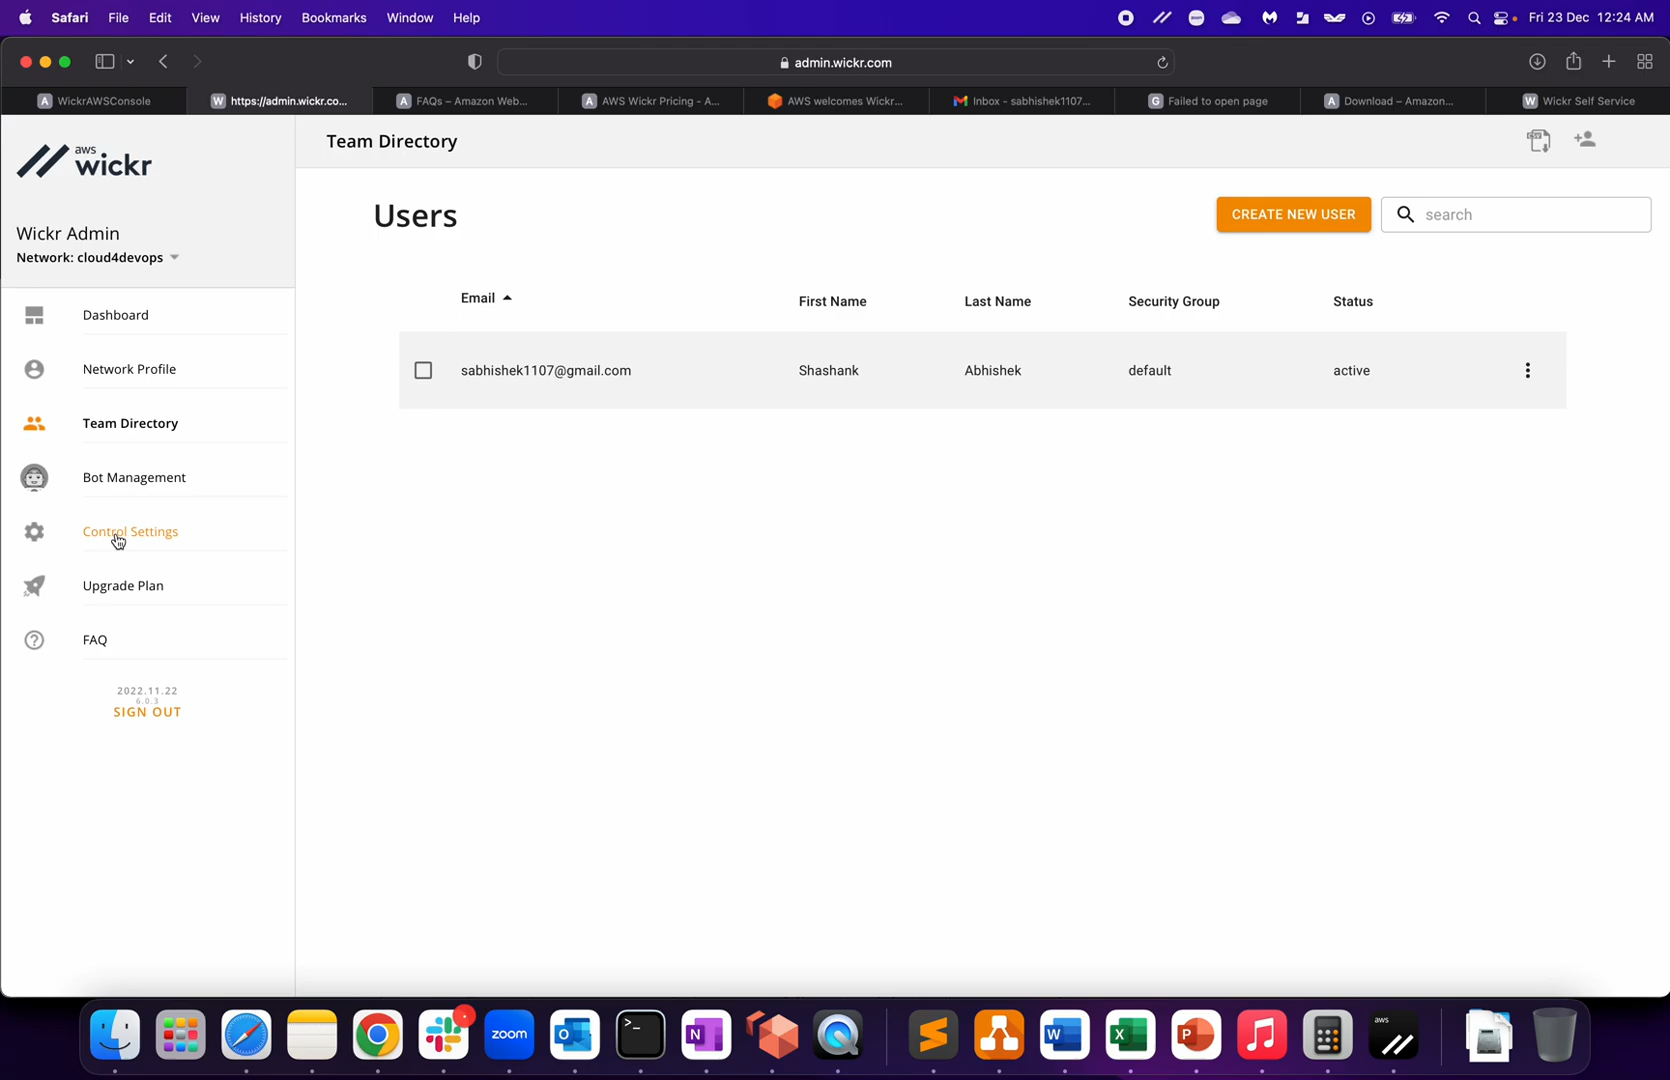 Safari File Edit View History Bookmarks Window Help
Fri 23 Dec 12:24 AM
admin.wickr.com
A WickrAWSConsole
W https://admin.wickr.co...
A FAQs – Amazon Web...
A AWS Wickr Pricing - A...
AWS welcomes Wickr...
Inbox - sabhishek1107...
G Failed to open page
A Download – Amazon...
W Wickr Self Service
aws
wickr
Team Directory
CSV
Wickr Admin
Network: cloud4devops
Users
CREATE NEW USER
search
Dashboard
Network Profile
Team Directory
Bot Management
Control Settings
Upgrade Plan
FAQ
2022.11.22
6.0.3
SIGN OUT
Email First Name Last Name Security Group Status
sabhishek1107@gmail.com Shashank Abhishek default active
zoom
O
N
W
X
P
aws